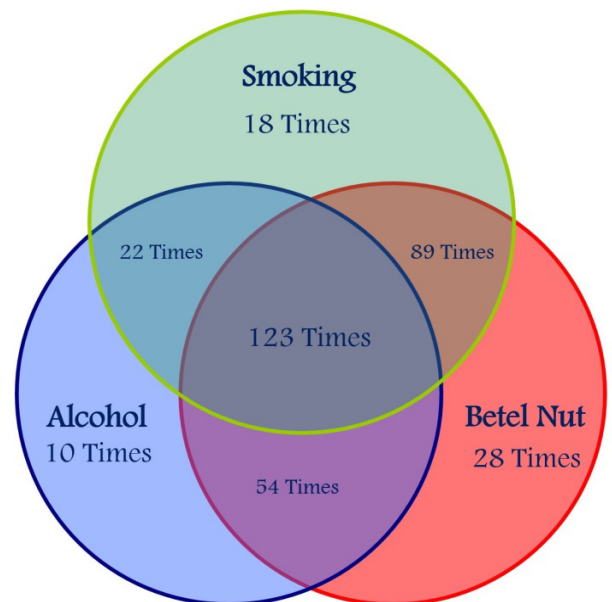 Smoking
18 Times
22 Times
89 Times
123 Times
Alcohol
10 Times
Betel Nut
28 Times
54 Times